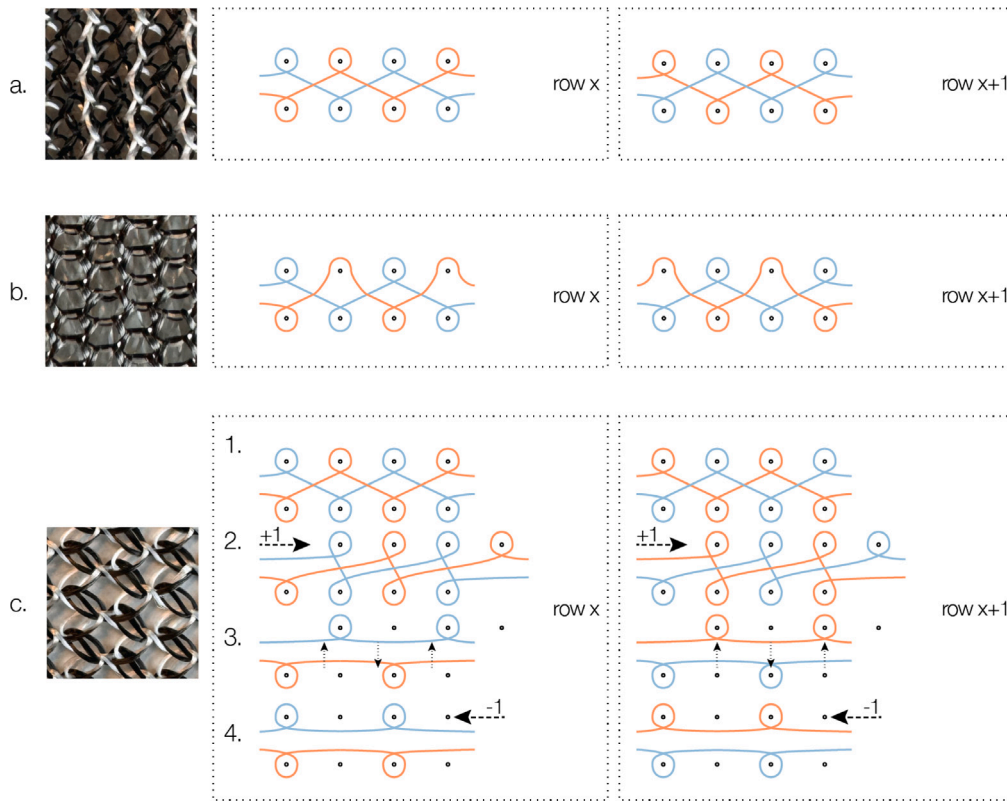 a.
row x
row x+1
b.
row x
row x+1
c.
1.
2.
+1
3.
row x
4.
-1
+1
row x+1
-1